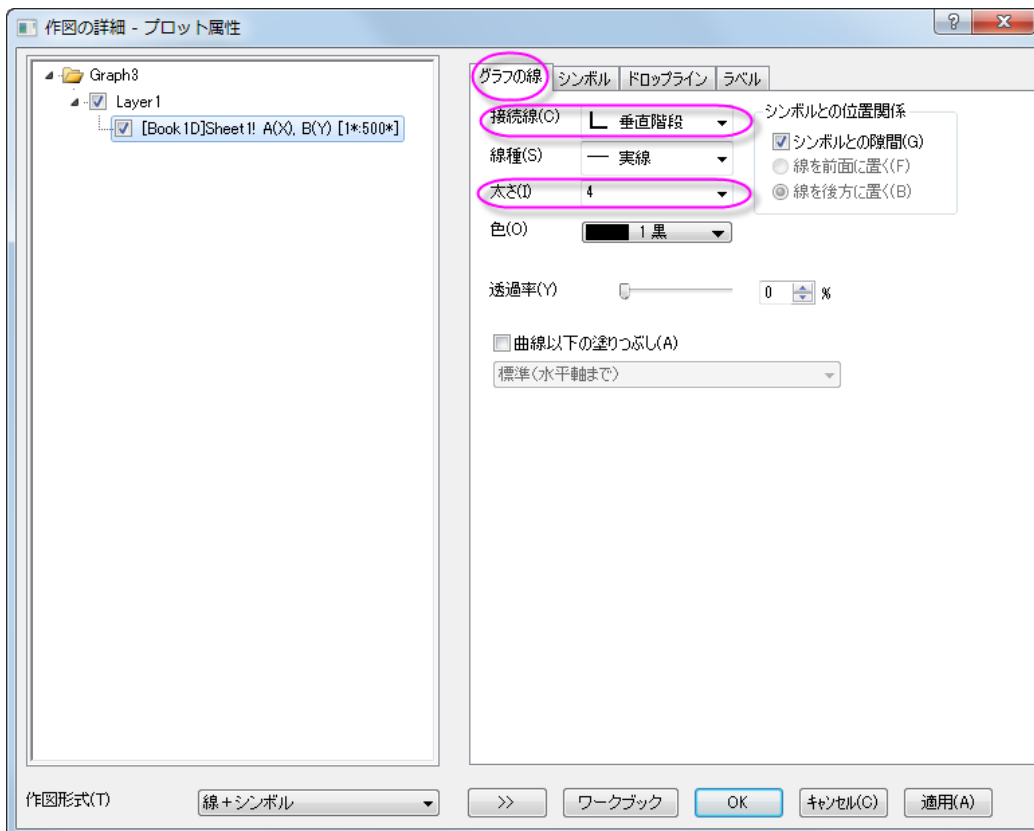 作図の詳細 - プロット属性
Graph3
Layer1
[Book1D]Sheet1! A(X), B(Y) [1*:500*]
グラフの線 シンボル ドロップライン ラベル
接続線(C) 垂直階段
線種(S) 実線
太さ(I) 4
色(O) 1 黒
シンボルとの位置関係
シンボルとの隙間(G)
線を前面に置く(F)
線を後方に置く(B)
透過率(Y) 0 %
曲線以下の塗りつぶし(A)
標準(水平軸まで)
作図形式(T) 線+シンボル >> ワークブック OK キャンセル(C) 適用(A)